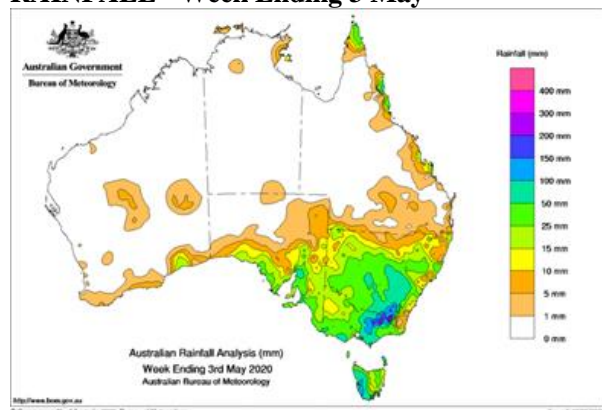 RAINFALL – Week Ending 3 May
Australian Government
Bureau of Meteorology
Rainfall (mm)
400 mm
300 mm
200 mm
150 mm
100 mm
50 mm
25 mm
15 mm
10 mm
5 mm
1 mm
0 mm
Australian Rainfall Analysis (mm)
Week Ending 3rd May 2020
Australian Bureau of Meteorology
http://www.bom.gov.au